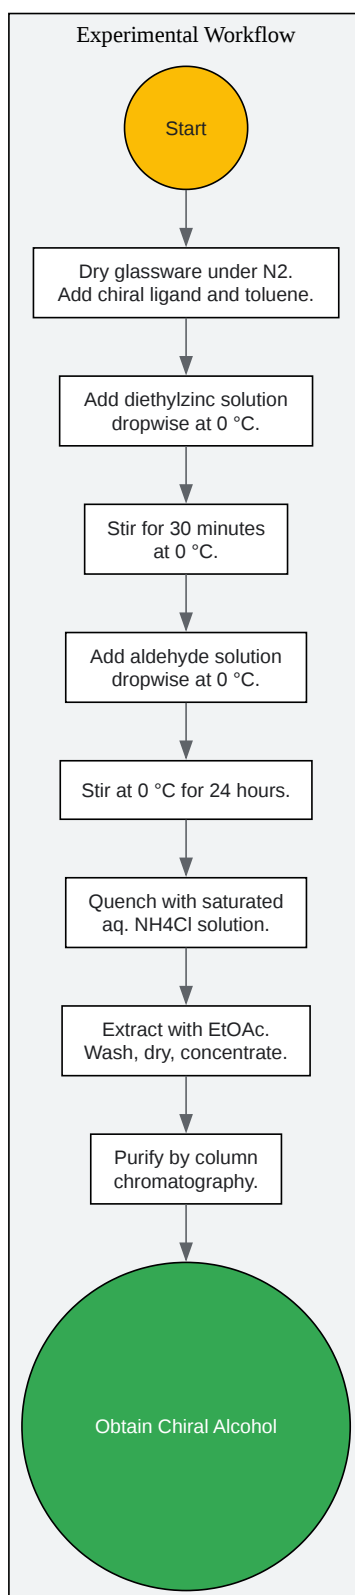 Experimental Workflow
Start
Dry glassware under N2.
Add chiral ligand and toluene.
Add diethylzinc solution
dropwise at 0 °C.
Stir for 30 minutes
at 0 °C.
Add aldehyde solution
dropwise at 0 °C.
Stir at 0 °C for 24 hours.
Quench with saturated
aq. NH4Cl solution.
Extract with EtOAc.
Wash, dry, concentrate.
Purify by column
chromatography.
Obtain Chiral Alcohol